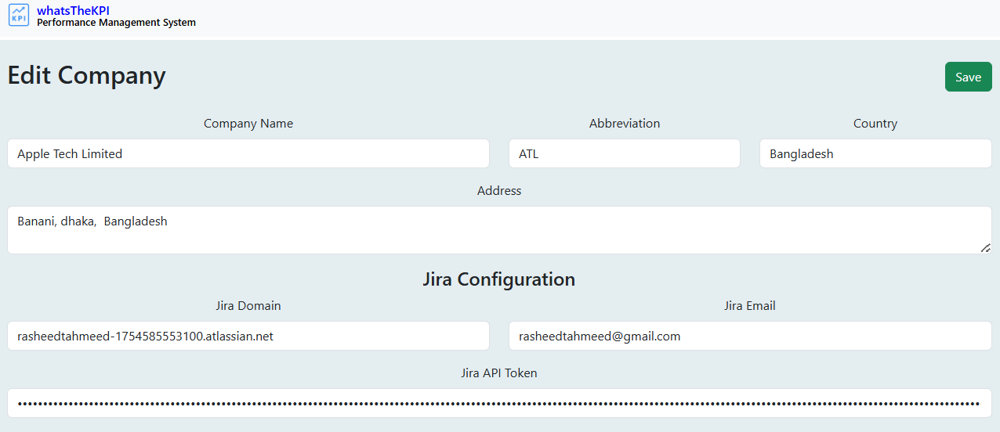 KPI
whatsTheKPI
Performance Management System
Edit Company
Save
Company Name Abbreviation Country
Apple Tech Limited ATL Bangladesh
Address
Banani, dhaka,  Bangladesh
Jira Configuration
Jira Domain Jira Email
rasheedtahmeed-1754585553100.atlassian.net rasheedtahmeed@gmail.com
Jira API Token